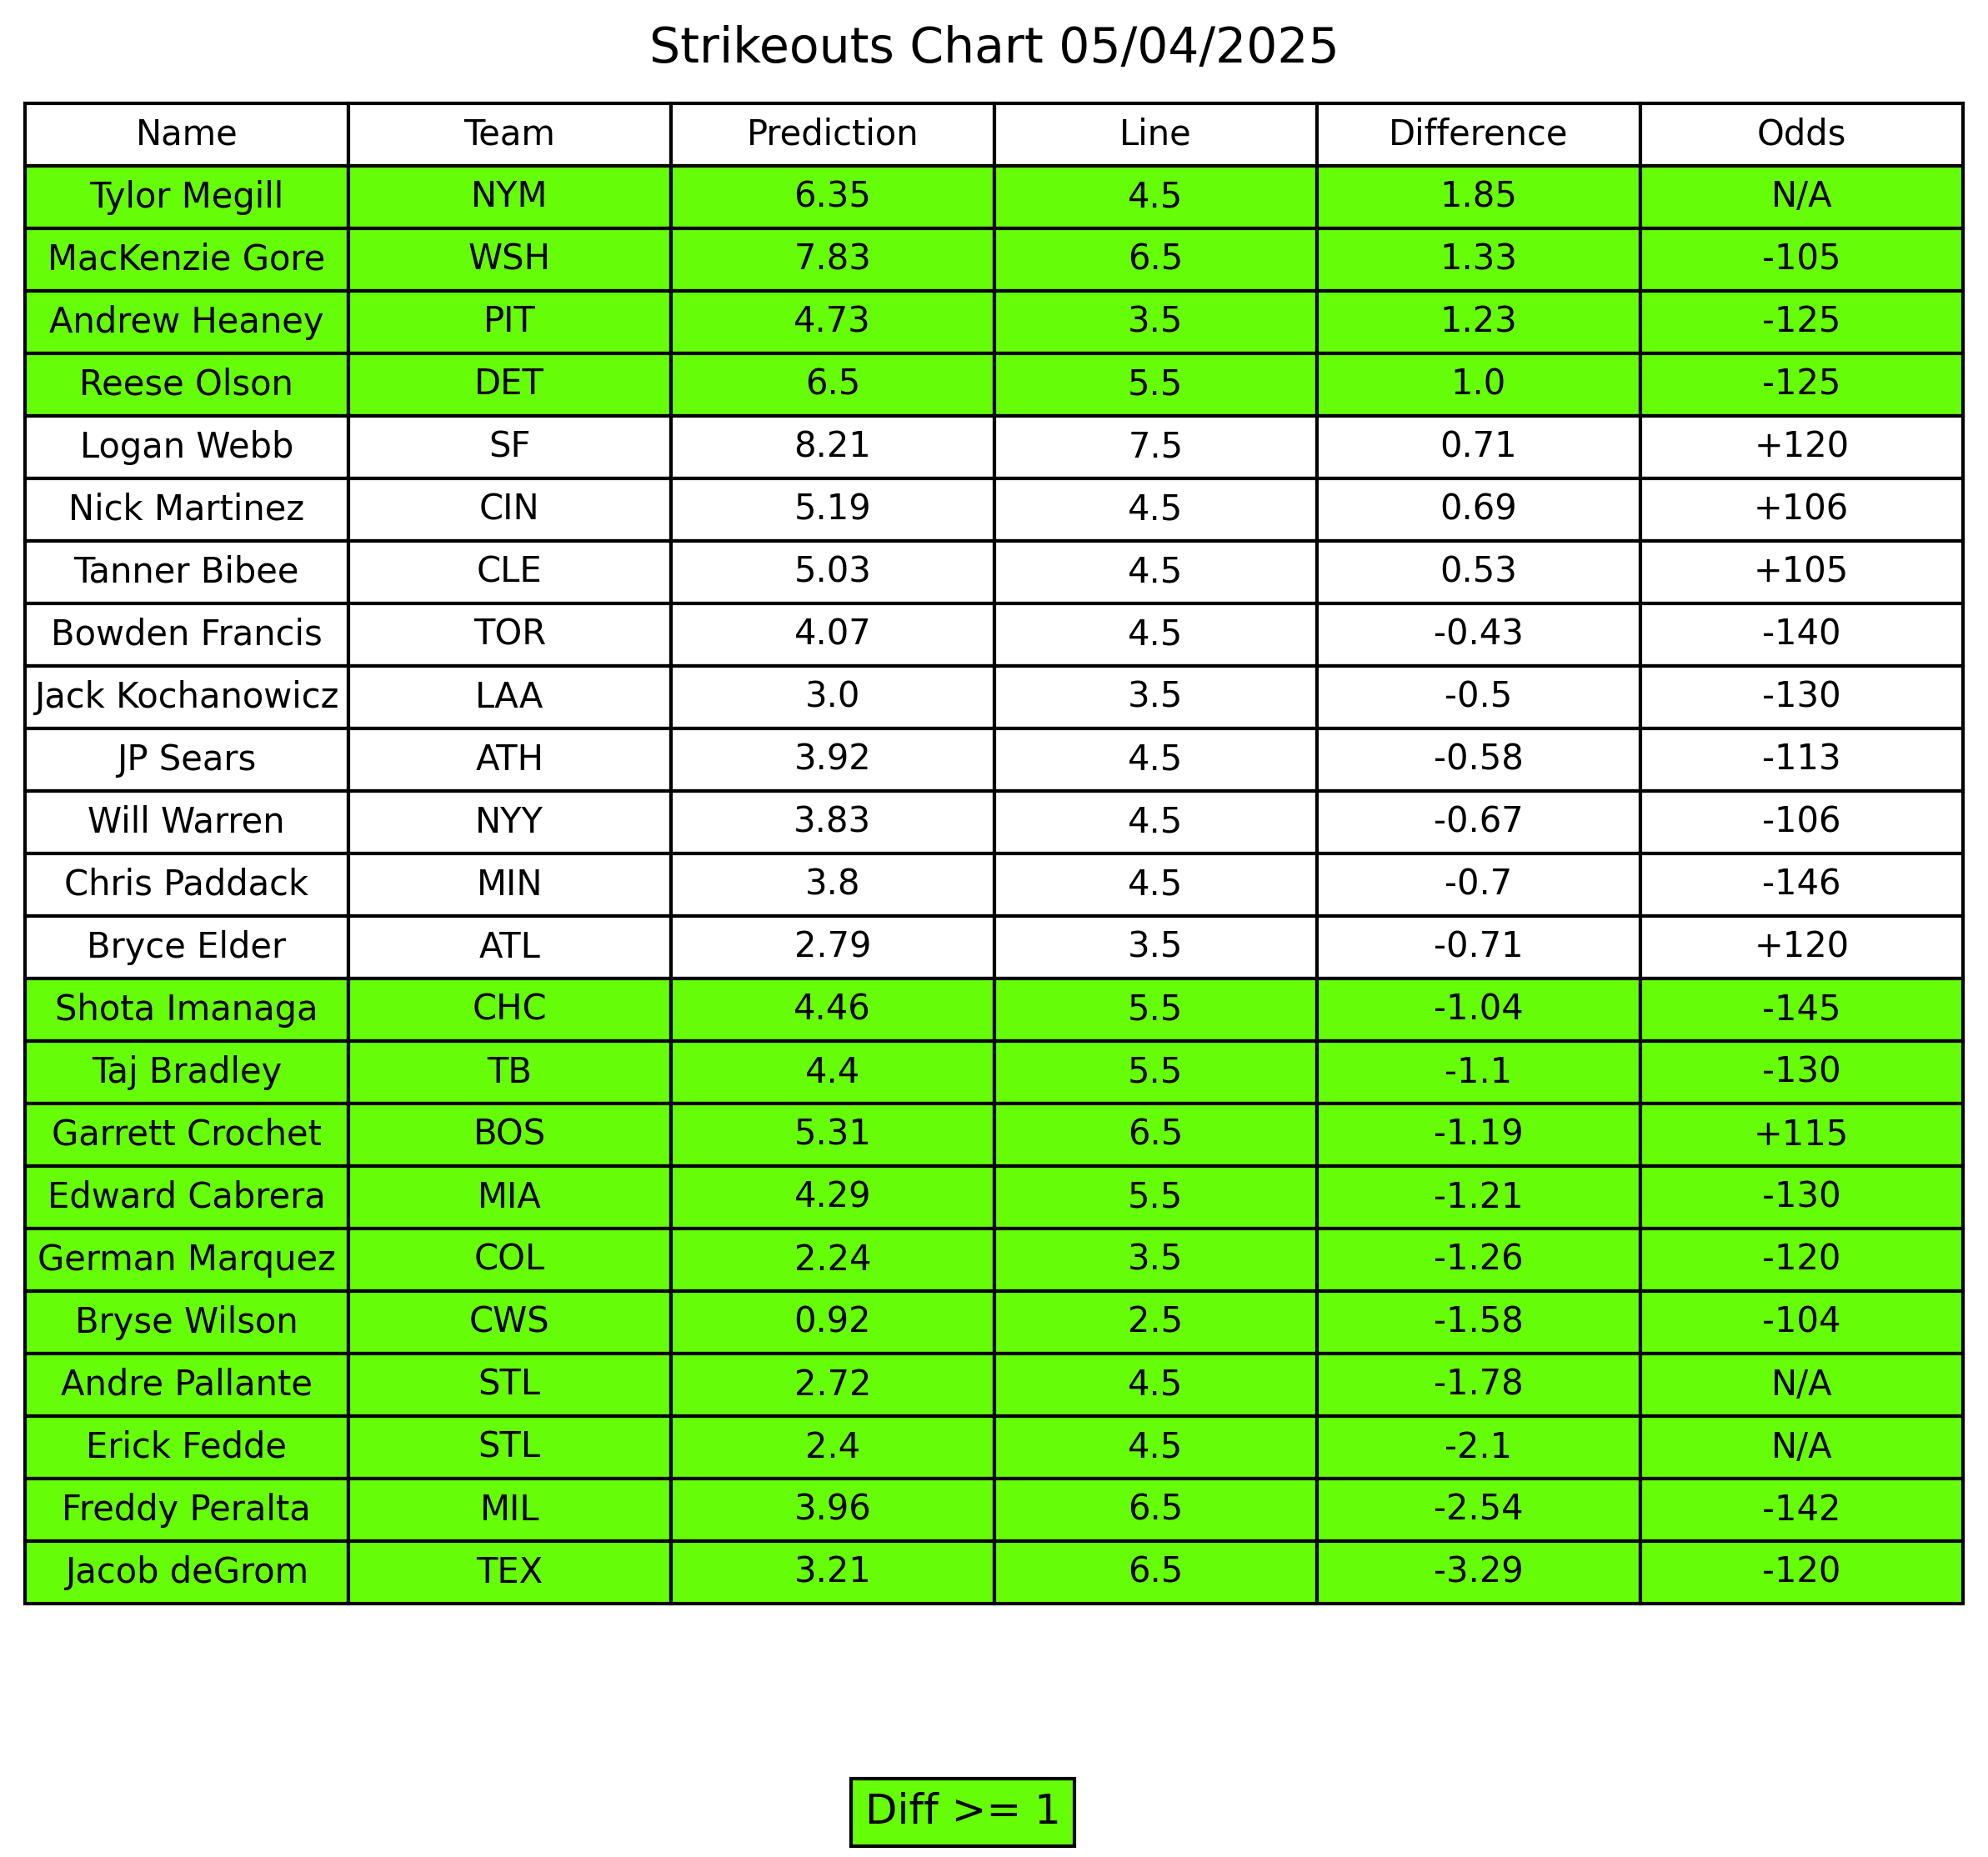 Strikeouts Chart 05/04/2025
Name Team Prediction Line Difference Odds
Tylor Megill NYM 6.35 4.5 1.85 N/A
MacKenzie Gore WSH 7.83 6.5 1.33 -105
Andrew Heaney PIT 4.73 3.5 1.23 -125
Reese Olson DET 6.5 5.5 1.0 -125
Logan Webb SF 8.21 7.5 0.71 +120
Nick Martinez CIN 5.19 4.5 0.69 +106
Tanner Bibee CLE 5.03 4.5 0.53 +105
Bowden Francis TOR 4.07 4.5 -0.43 -140
Jack Kochanowicz LAA 3.0 3.5 -0.5 -130
JP Sears ATH 3.92 4.5 -0.58 -113
Will Warren NYY 3.83 4.5 -0.67 -106
Chris Paddack MIN 3.8 4.5 -0.7 -146
Bryce Elder ATL 2.79 3.5 -0.71 +120
Shota Imanaga CHC 4.46 5.5 -1.04 -145
Taj Bradley TB 4.4 5.5 -1.1 -130
Garrett Crochet BOS 5.31 6.5 -1.19 +115
Edward Cabrera MIA 4.29 5.5 -1.21 -130
German Marquez COL 2.24 3.5 -1.26 -120
Bryse Wilson CWS 0.92 2.5 -1.58 -104
Andre Pallante STL 2.72 4.5 -1.78 N/A
Erick Fedde STL 2.4 4.5 -2.1 N/A
Freddy Peralta MIL 3.96 6.5 -2.54 -142
Jacob deGrom TEX 3.21 6.5 -3.29 -120
Diff >= 1